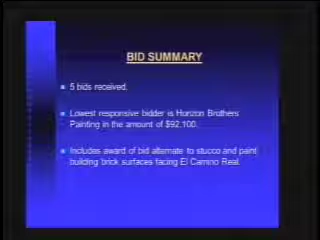 BID SUMMARY
5 bids received.
Lowest responsive bidder is Horizon Brothers
Painting in the amount of $92,100.
Includes award of bid alternate to stucco and paint
building brick surfaces facing El Camino Real.